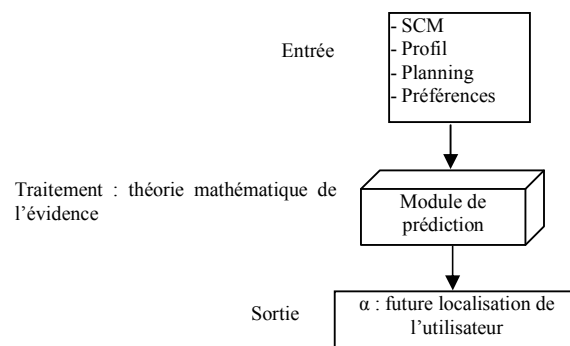 Entrée
- SCM
- Profil
- Planning
- Préférences
Traitement : théorie mathématique de
l’évidence
Module de
prédiction
Sortie
α : future localisation de
l’utilisateur